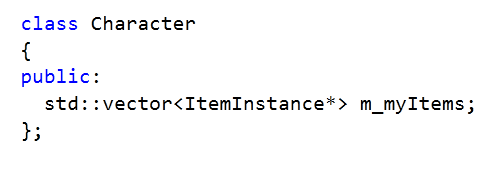 class Character
{
public:
  std::vector<ItemInstance*> m_myItems;
};